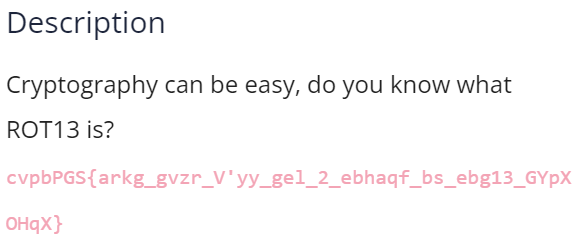 Description
Cryptography can be easy, do you know what
ROT13 is?
cvpbPGS{arkg_gvzr_V'yy_gel_2_ebhaqf_bs_ebg13_GYpX
OHqX}